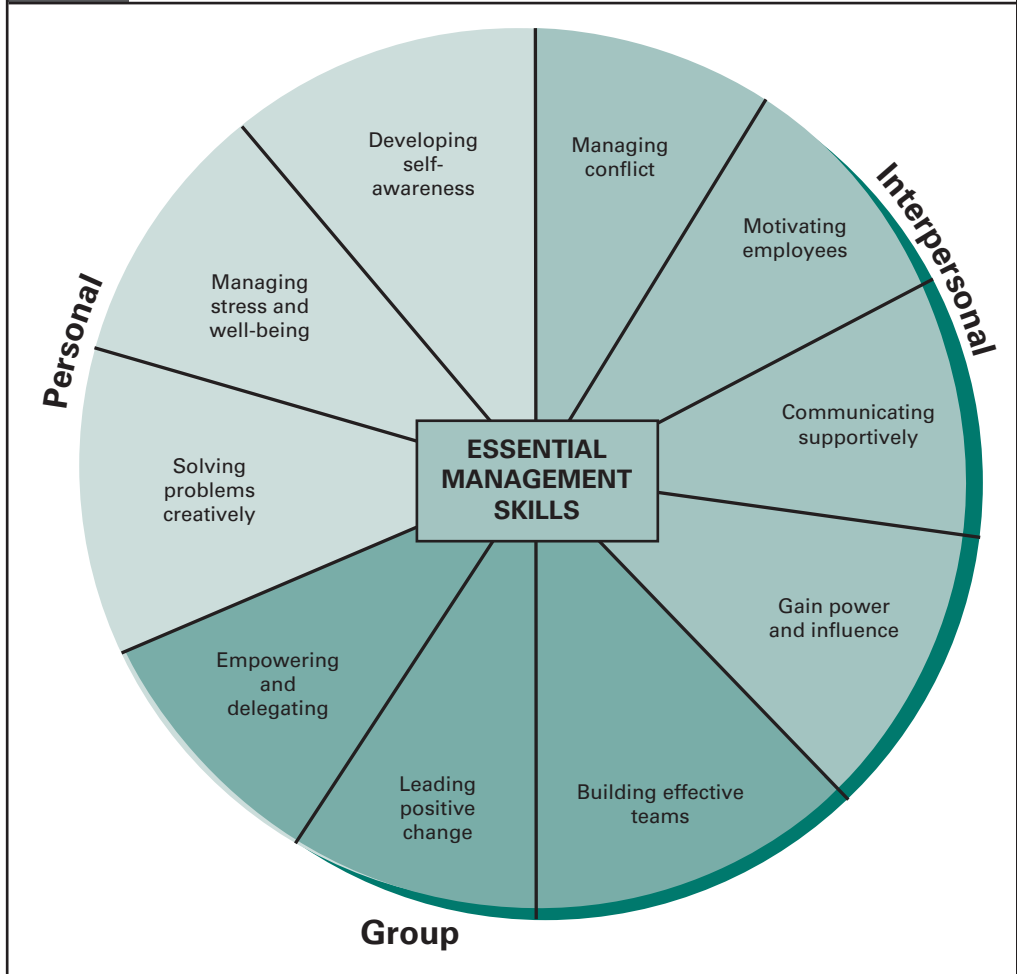 Developing
self-
awareness
Managing
conflict
Motivating
employees
Interpersonal
Communicating
supportively
Gain power
and influence
Building effective
teams
Leading
positive
change
Group
Empowering
and
delegating
Solving
problems
creatively
Managing
stress and
well-being
Personal
ESSENTIAL
MANAGEMENT
SKILLS